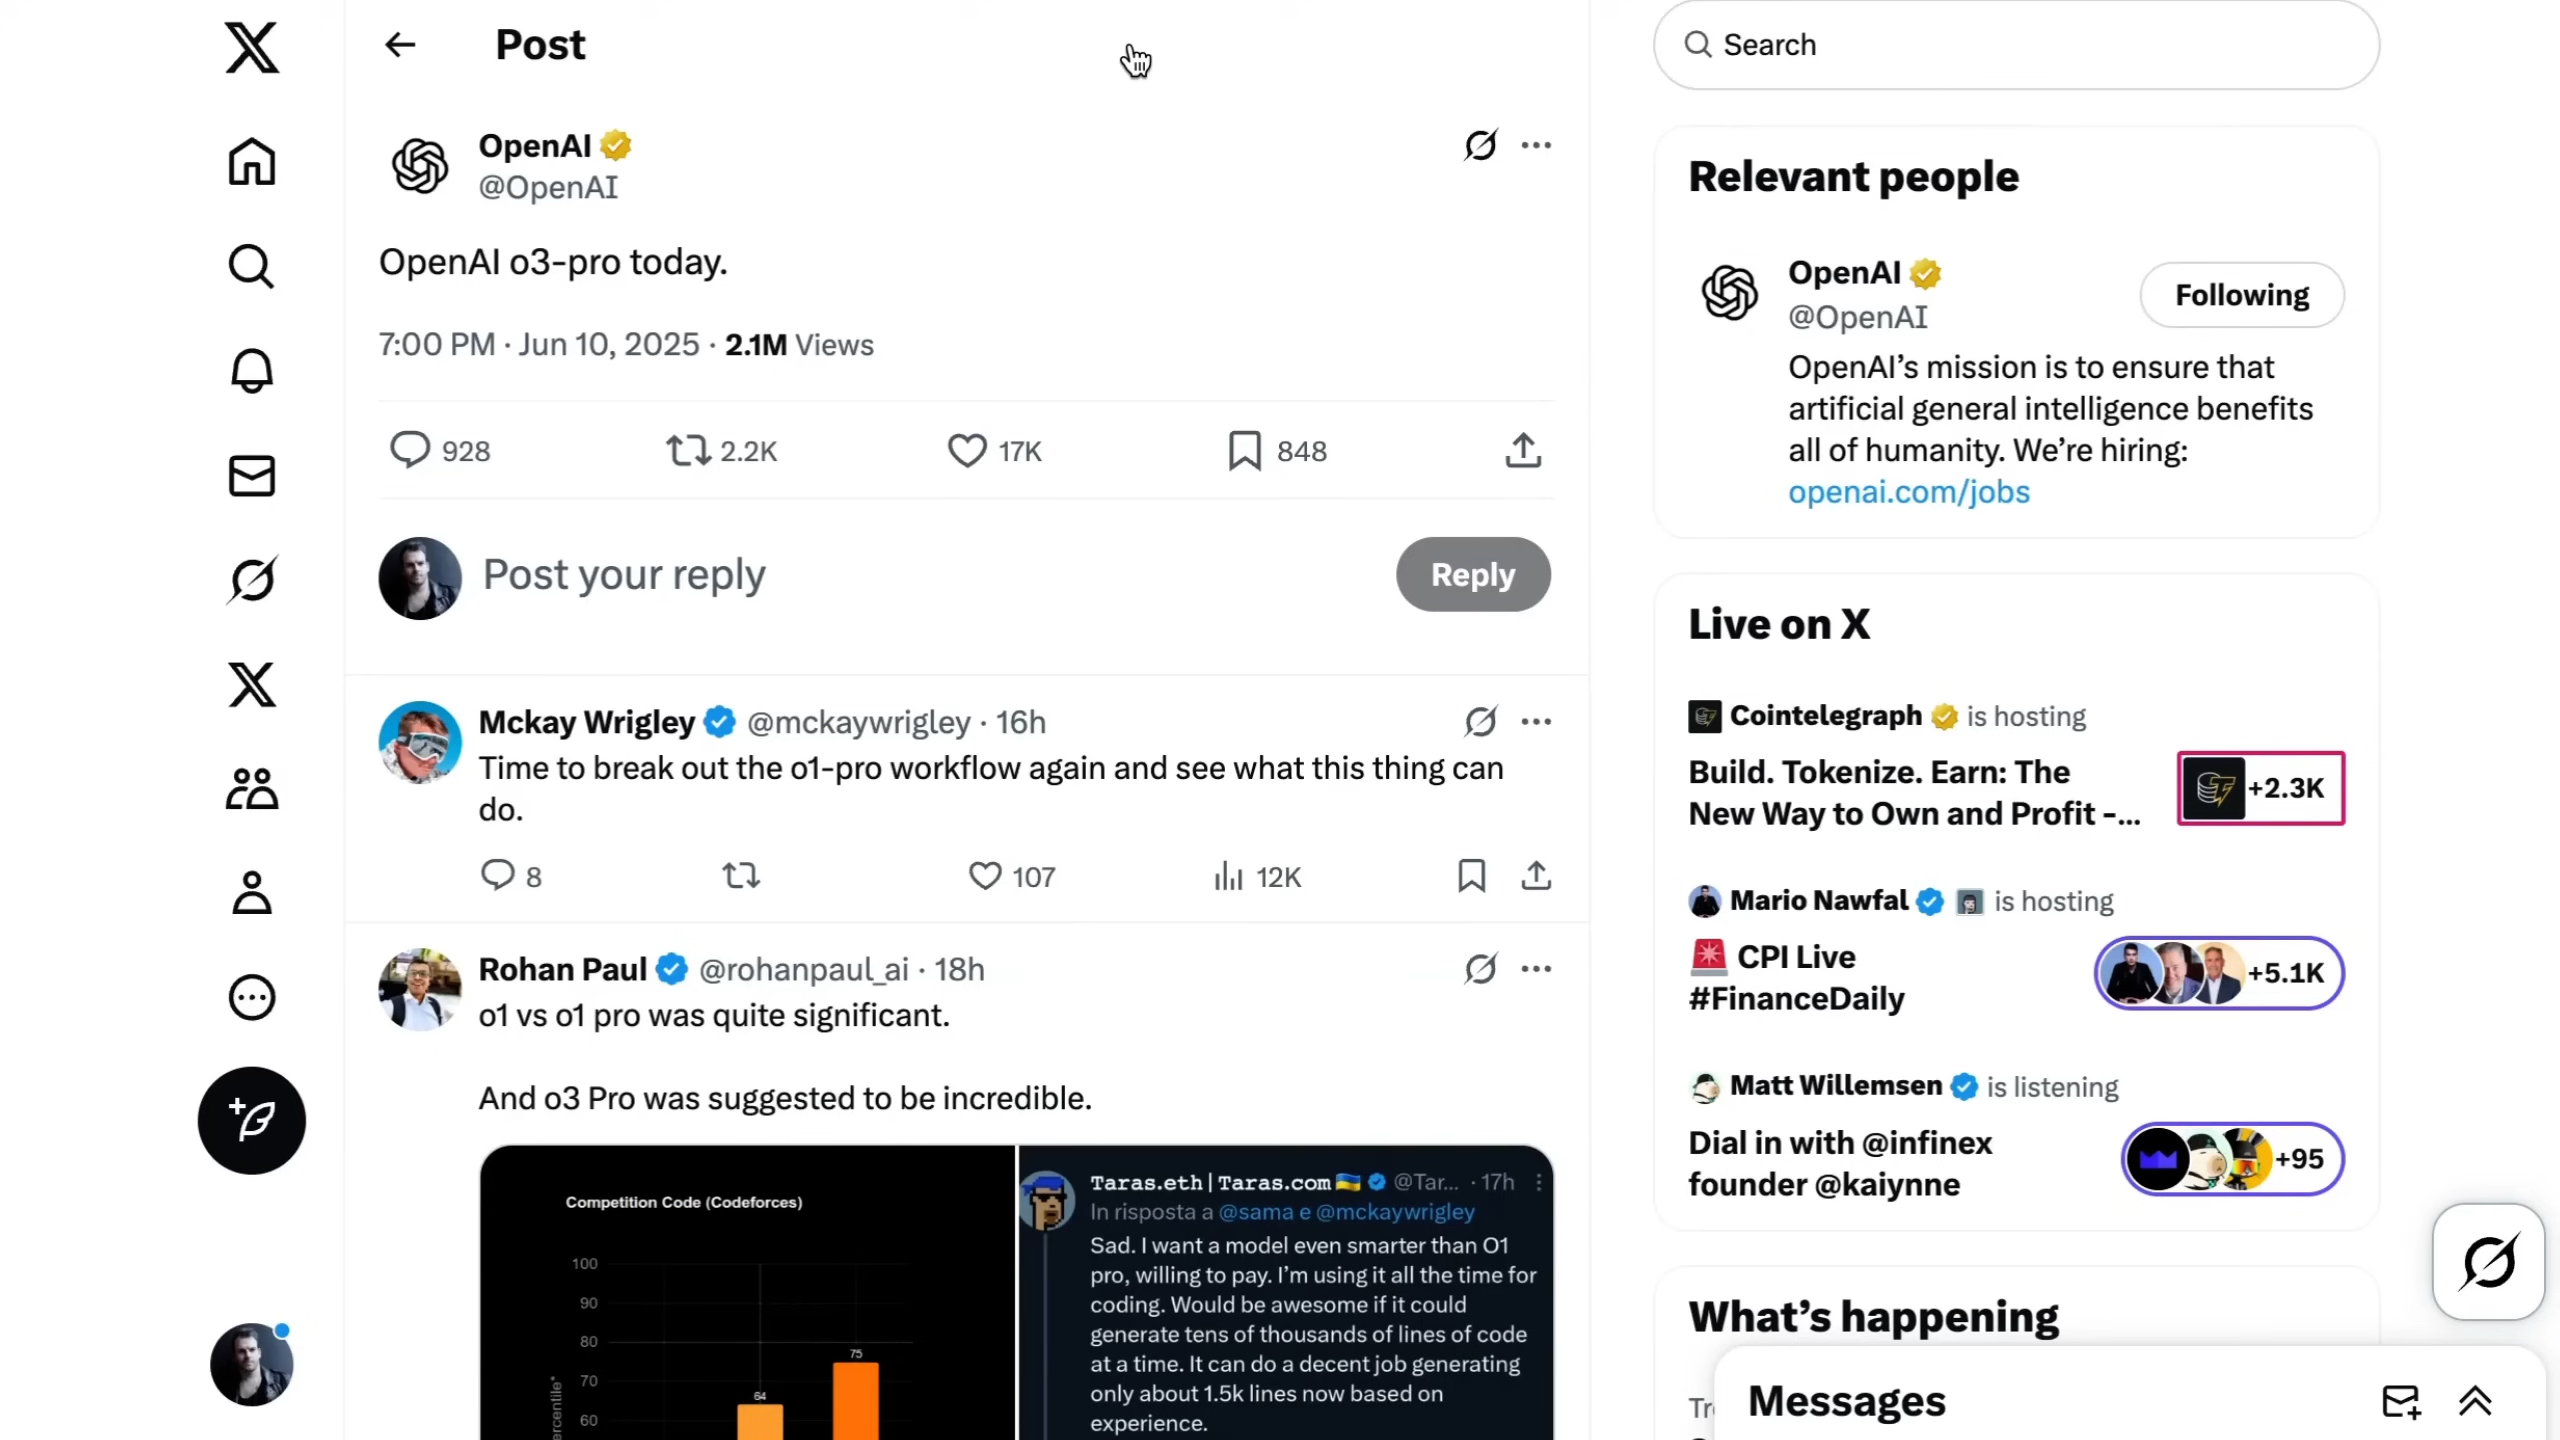 Post
Search
OpenAI
@OpenAI
OpenAI o3-pro today.
7:00 PM · Jun 10, 2025 · 2.1M Views
928 2.2K 17K 848
Post your reply
Reply
Mckay Wrigley @mckaywrigley · 16h
Time to break out the o1-pro workflow again and see what this thing can
do.
8 107 12K
Rohan Paul @rohanpaul_ai · 18h
o1 vs o1 pro was quite significant.
And o3 Pro was suggested to be incredible.
Competition Code (Codeforces)
100
90
80
70
60
64
75
Taras.eth|Taras.com @Tar... · 17h
In risposta a @sama e @mckaywrigley
Sad. I want a model even smarter than O1
pro, willing to pay. I'm using it all the time for
coding. Would be awesome if it could
generate tens of thousands of lines of code
at a time. It can do a decent job generating
only about 1.5k lines now based on
experience.
Relevant people
OpenAI
@OpenAI
Following
OpenAI’s mission is to ensure that
artificial general intelligence benefits
all of humanity. We’re hiring:
openai.com/jobs
Live on X
Cointelegraph is hosting
Build. Tokenize. Earn: The
New Way to Own and Profit -...
+2.3K
Mario Nawfal is hosting
CPI Live
#FinanceDaily
+5.1K
Matt Willemsen is listening
Dial in with @infinex
founder @kaiynne
+95
What’s happening
Messages